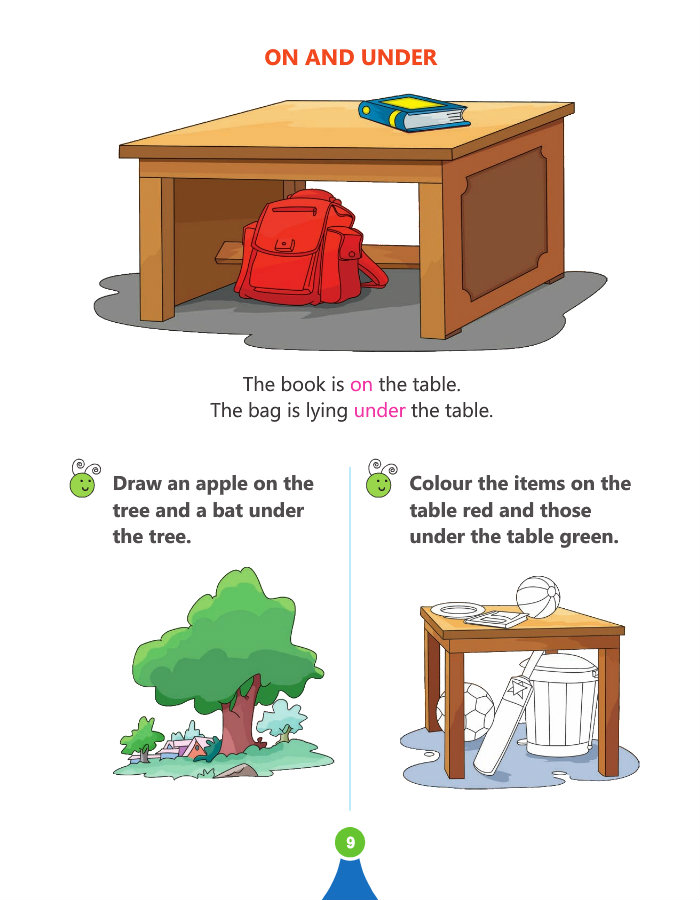 ON AND UNDER
The book is on the table.
The bag is lying under the table.
Draw an apple on the
tree and a bat under
the tree.
Colour the items on the
table red and those
under the table green.
9